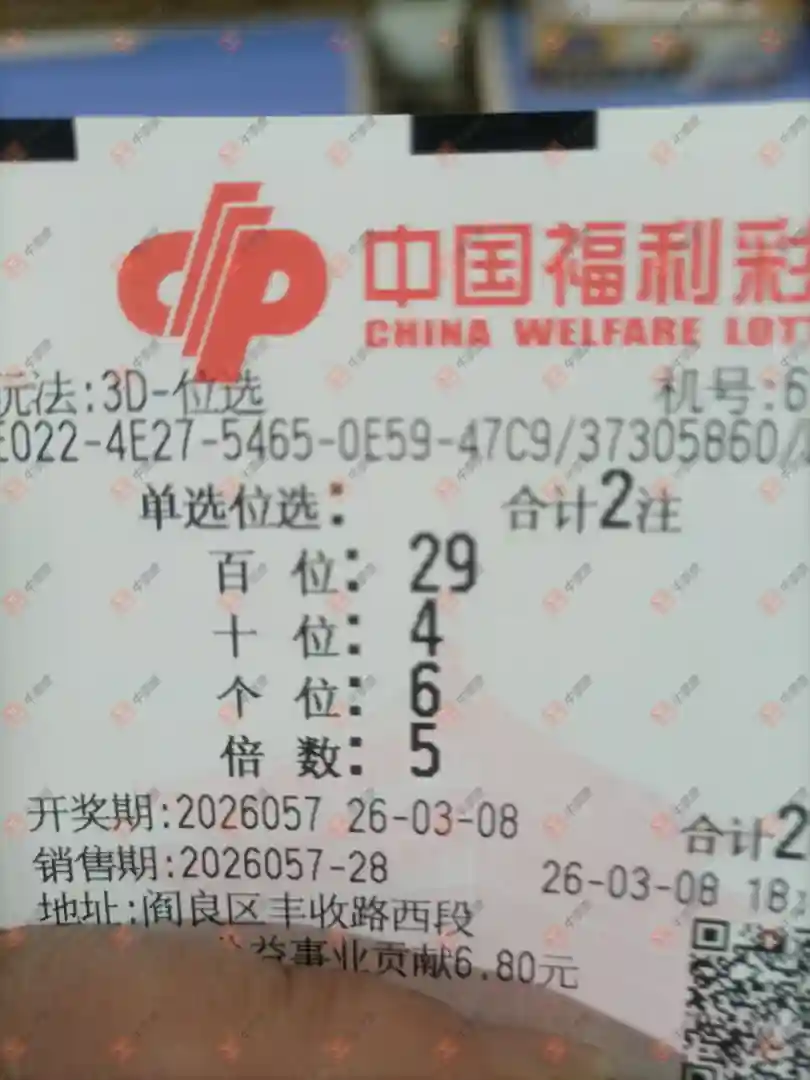 中国福利彩
CHINA WELFARE LOT
玩法:3D-位选 机号:6
E022-4E27-5465-0E59-47C9/37305860/
单选位选: 合计2注
百位: 29
十位: 4
个位: 6
倍数: 5
开奖期:2026057 26-03-08 合计2
销售期:2026057-28 26-03-08 18:
地址:阎良区丰收路西段
公益事业贡献6.80元